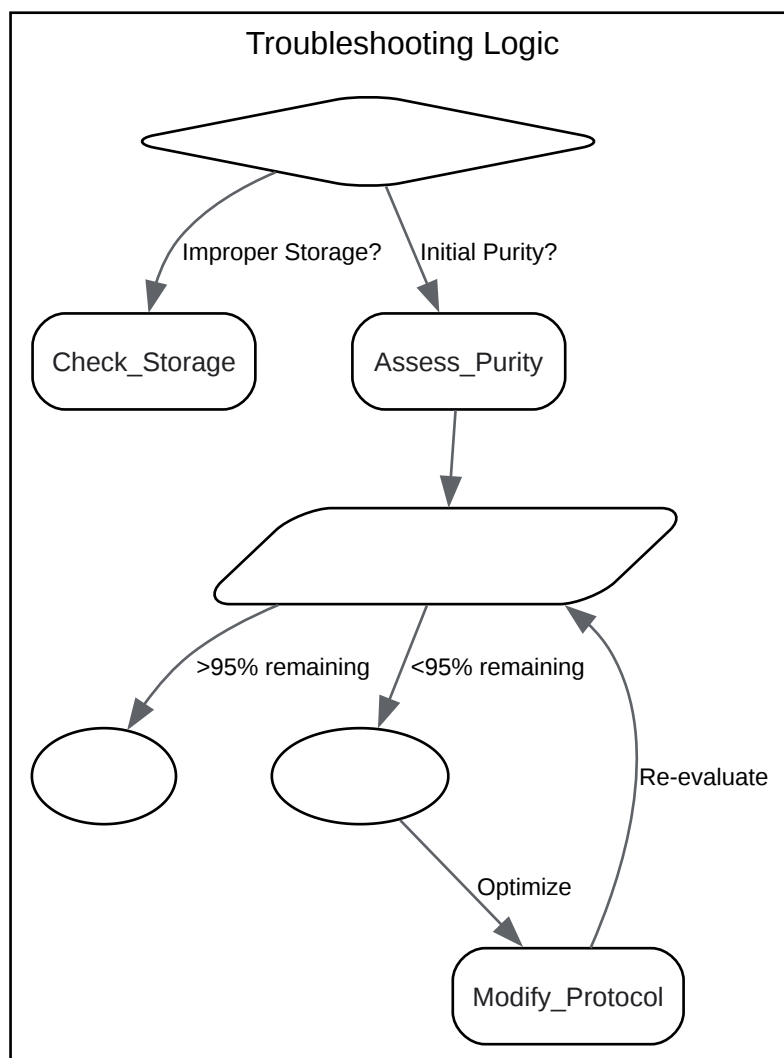 Troubleshooting Logic
Improper Storage?
Initial Purity?
Check_Storage
Assess_Purity
>95% remaining
<95% remaining
Re-evaluate
Optimize
Modify_Protocol